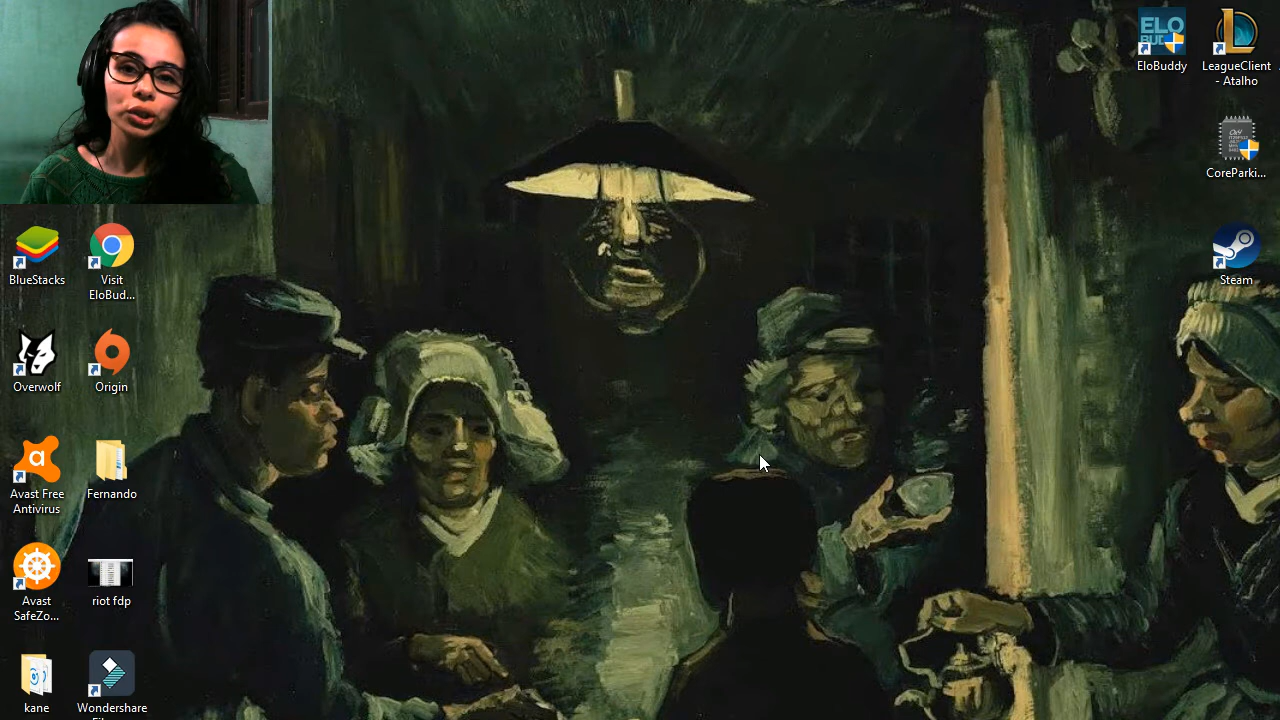 ELO
EloBuddy
LeagueClient
- Atalho
CoreParki...
BlueStacks
Visit
EloBud...
Steam
Overwolf
Origin
Avast Free
Antivirus
Fernando
Avast
SafeZo...
riot fdp
kane
Wondershare